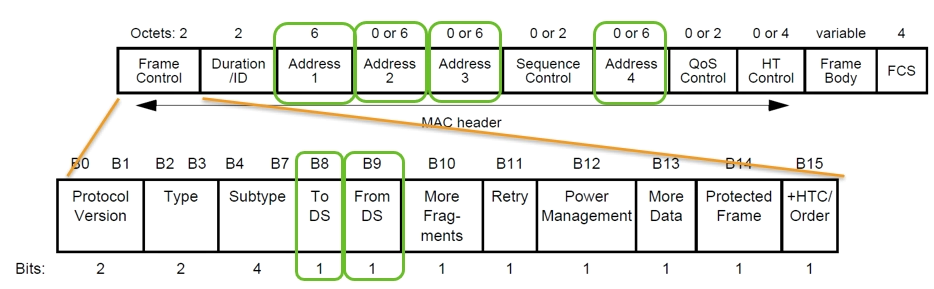 Octets: 2 2 6 0 or 6 0 or 6 0 or 2 0 or 6 0 or 2 0 or 4 variable 4
Frame Control Duration /ID Address 1 Address 2 Address 3 Sequence Control Address 4 QoS Control HT Control Frame Body FCS
MAC header
B0 B1 B2 B3 B4 B7 B8 B9 B10 B11 B12 B13 B14 B15
Protocol Version Type Subtype To DS From DS More Frag- ments Retry Power Management More Data Protected Frame +HTC/ Order
Bits: 2 2 4 1 1 1 1 1 1 1 1